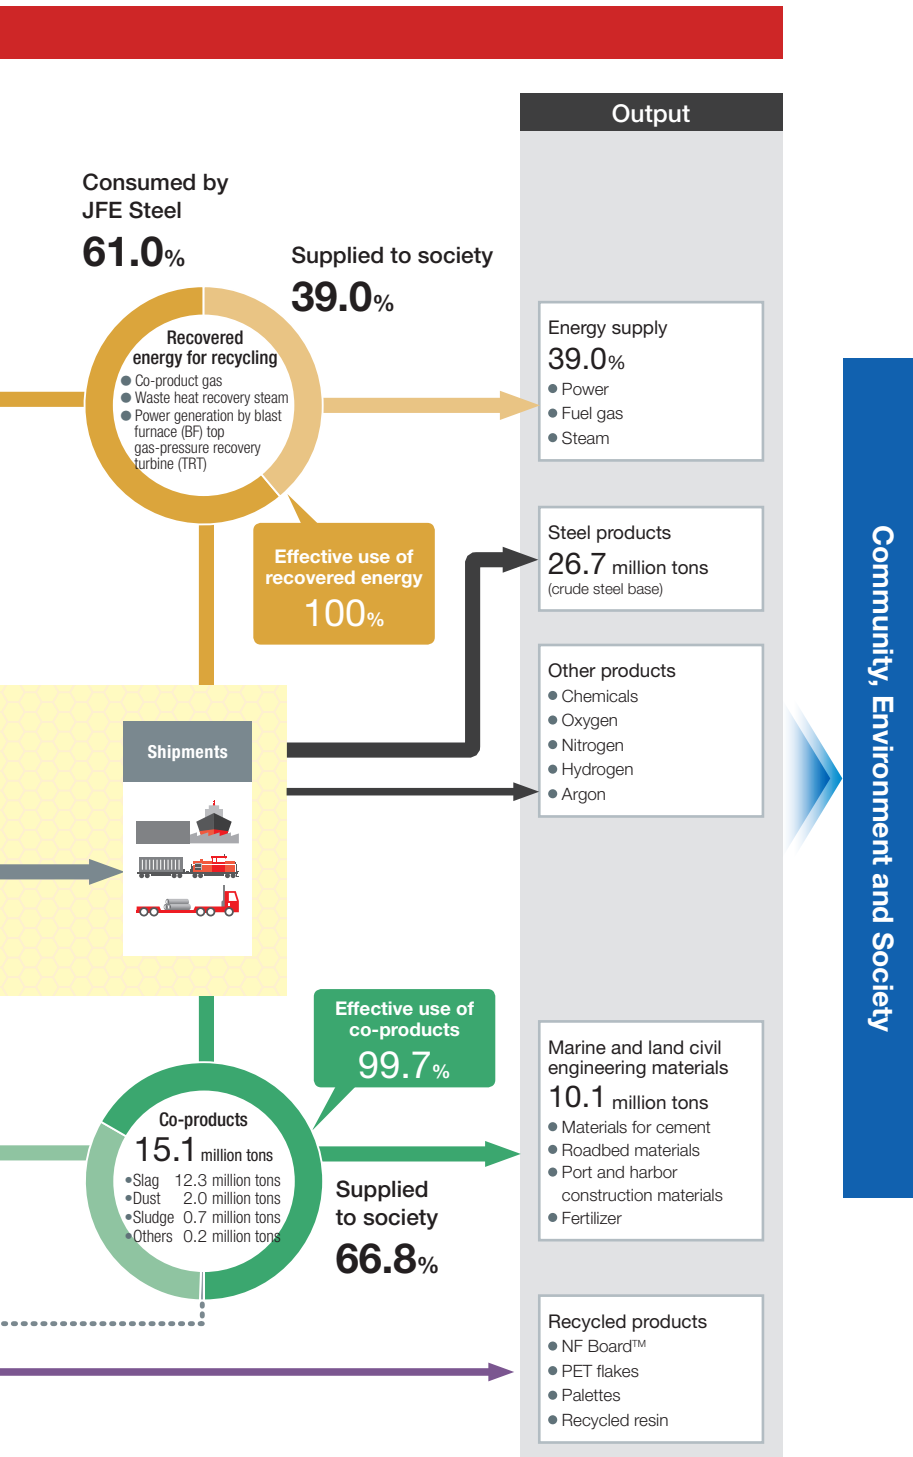 Output
Consumed by
JFE Steel
61.0%
Supplied to society
39.0%
Recovered
energy for recycling
● Co-product gas
● Waste heat recovery steam
● Power generation by blast
furnace (BF) top
gas-pressure recovery
turbine (TRT)
Effective use of
recovered energy
100%
Energy supply
39.0%
● Power
● Fuel gas
● Steam
Steel products
26.7 million tons
(crude steel base)
Other products
● Chemicals
● Oxygen
● Nitrogen
● Hydrogen
● Argon
Shipments
Effective use of
co-products
99.7%
Co-products
15.1 million tons
●Slag 12.3 million tons
●Dust 2.0 million tons
●Sludge 0.7 million tons
●Others 0.2 million tons
Supplied
to society
66.8%
Marine and land civil
engineering materials
10.1 million tons
● Materials for cement
● Roadbed materials
● Port and harbor
construction materials
● Fertilizer
Recycled products
● NF Board™
● PET flakes
● Palettes
● Recycled resin
Community, Environment and Society